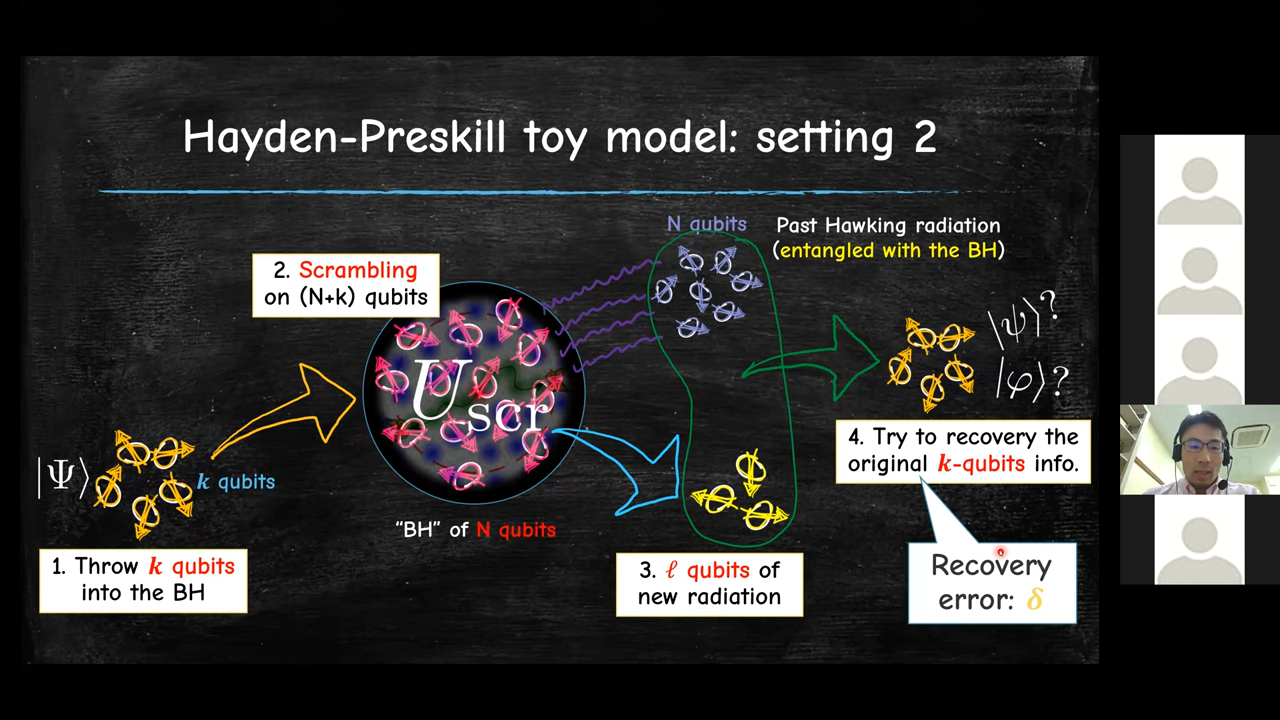 Hayden-Preskill toy model: setting 2
N qubits
Past Hawking radiation
(entangled with the BH)
2. Scrambling
on (N+k) qubits
U_scr
|ψ⟩?
|φ⟩?
|Ψ⟩
k qubits
4. Try to recovery the
original k-qubits info.
"BH" of N qubits
1. Throw k qubits
into the BH
3. ℓ qubits of
new radiation
Recovery
error: δ